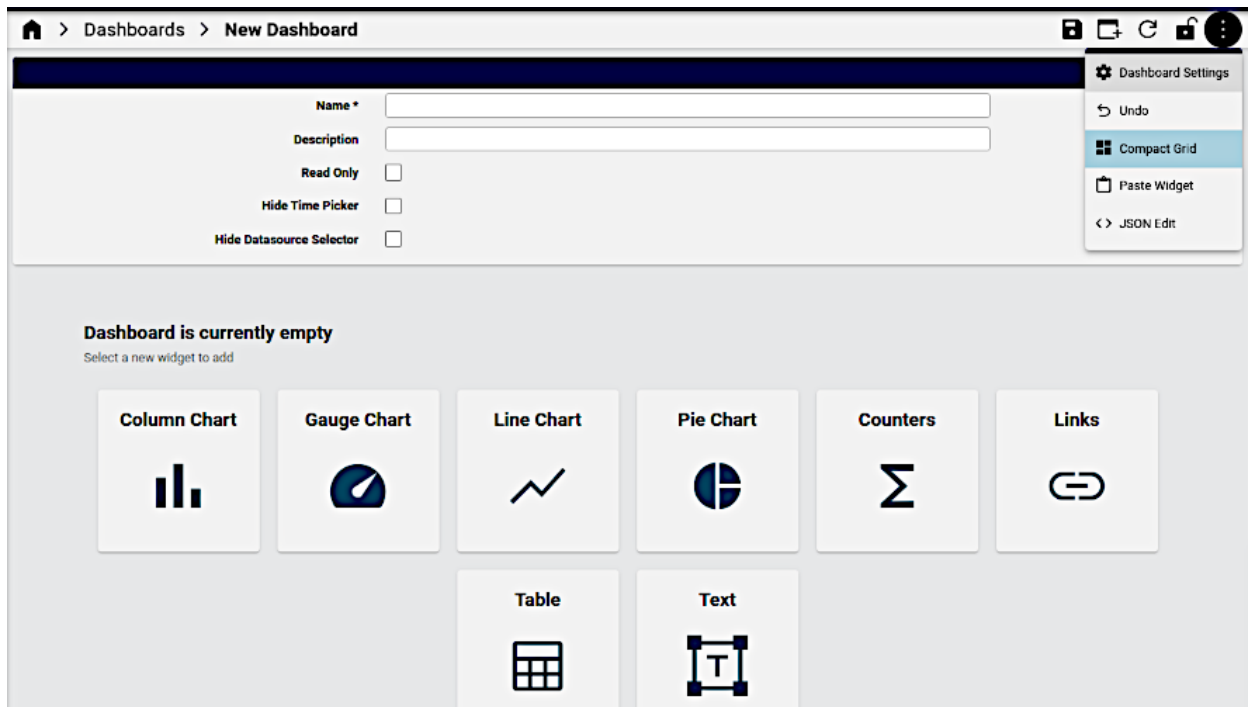 Dashboards > New Dashboard
Dashboard Settings
Undo
Compact Grid
Paste Widget
JSON Edit
Name *
Description
Read Only
Hide Time Picker
Hide Datasource Selector
Dashboard is currently empty
Select a new widget to add
Column Chart
Gauge Chart
Line Chart
Pie Chart
Counters
Links
Table
Text
T